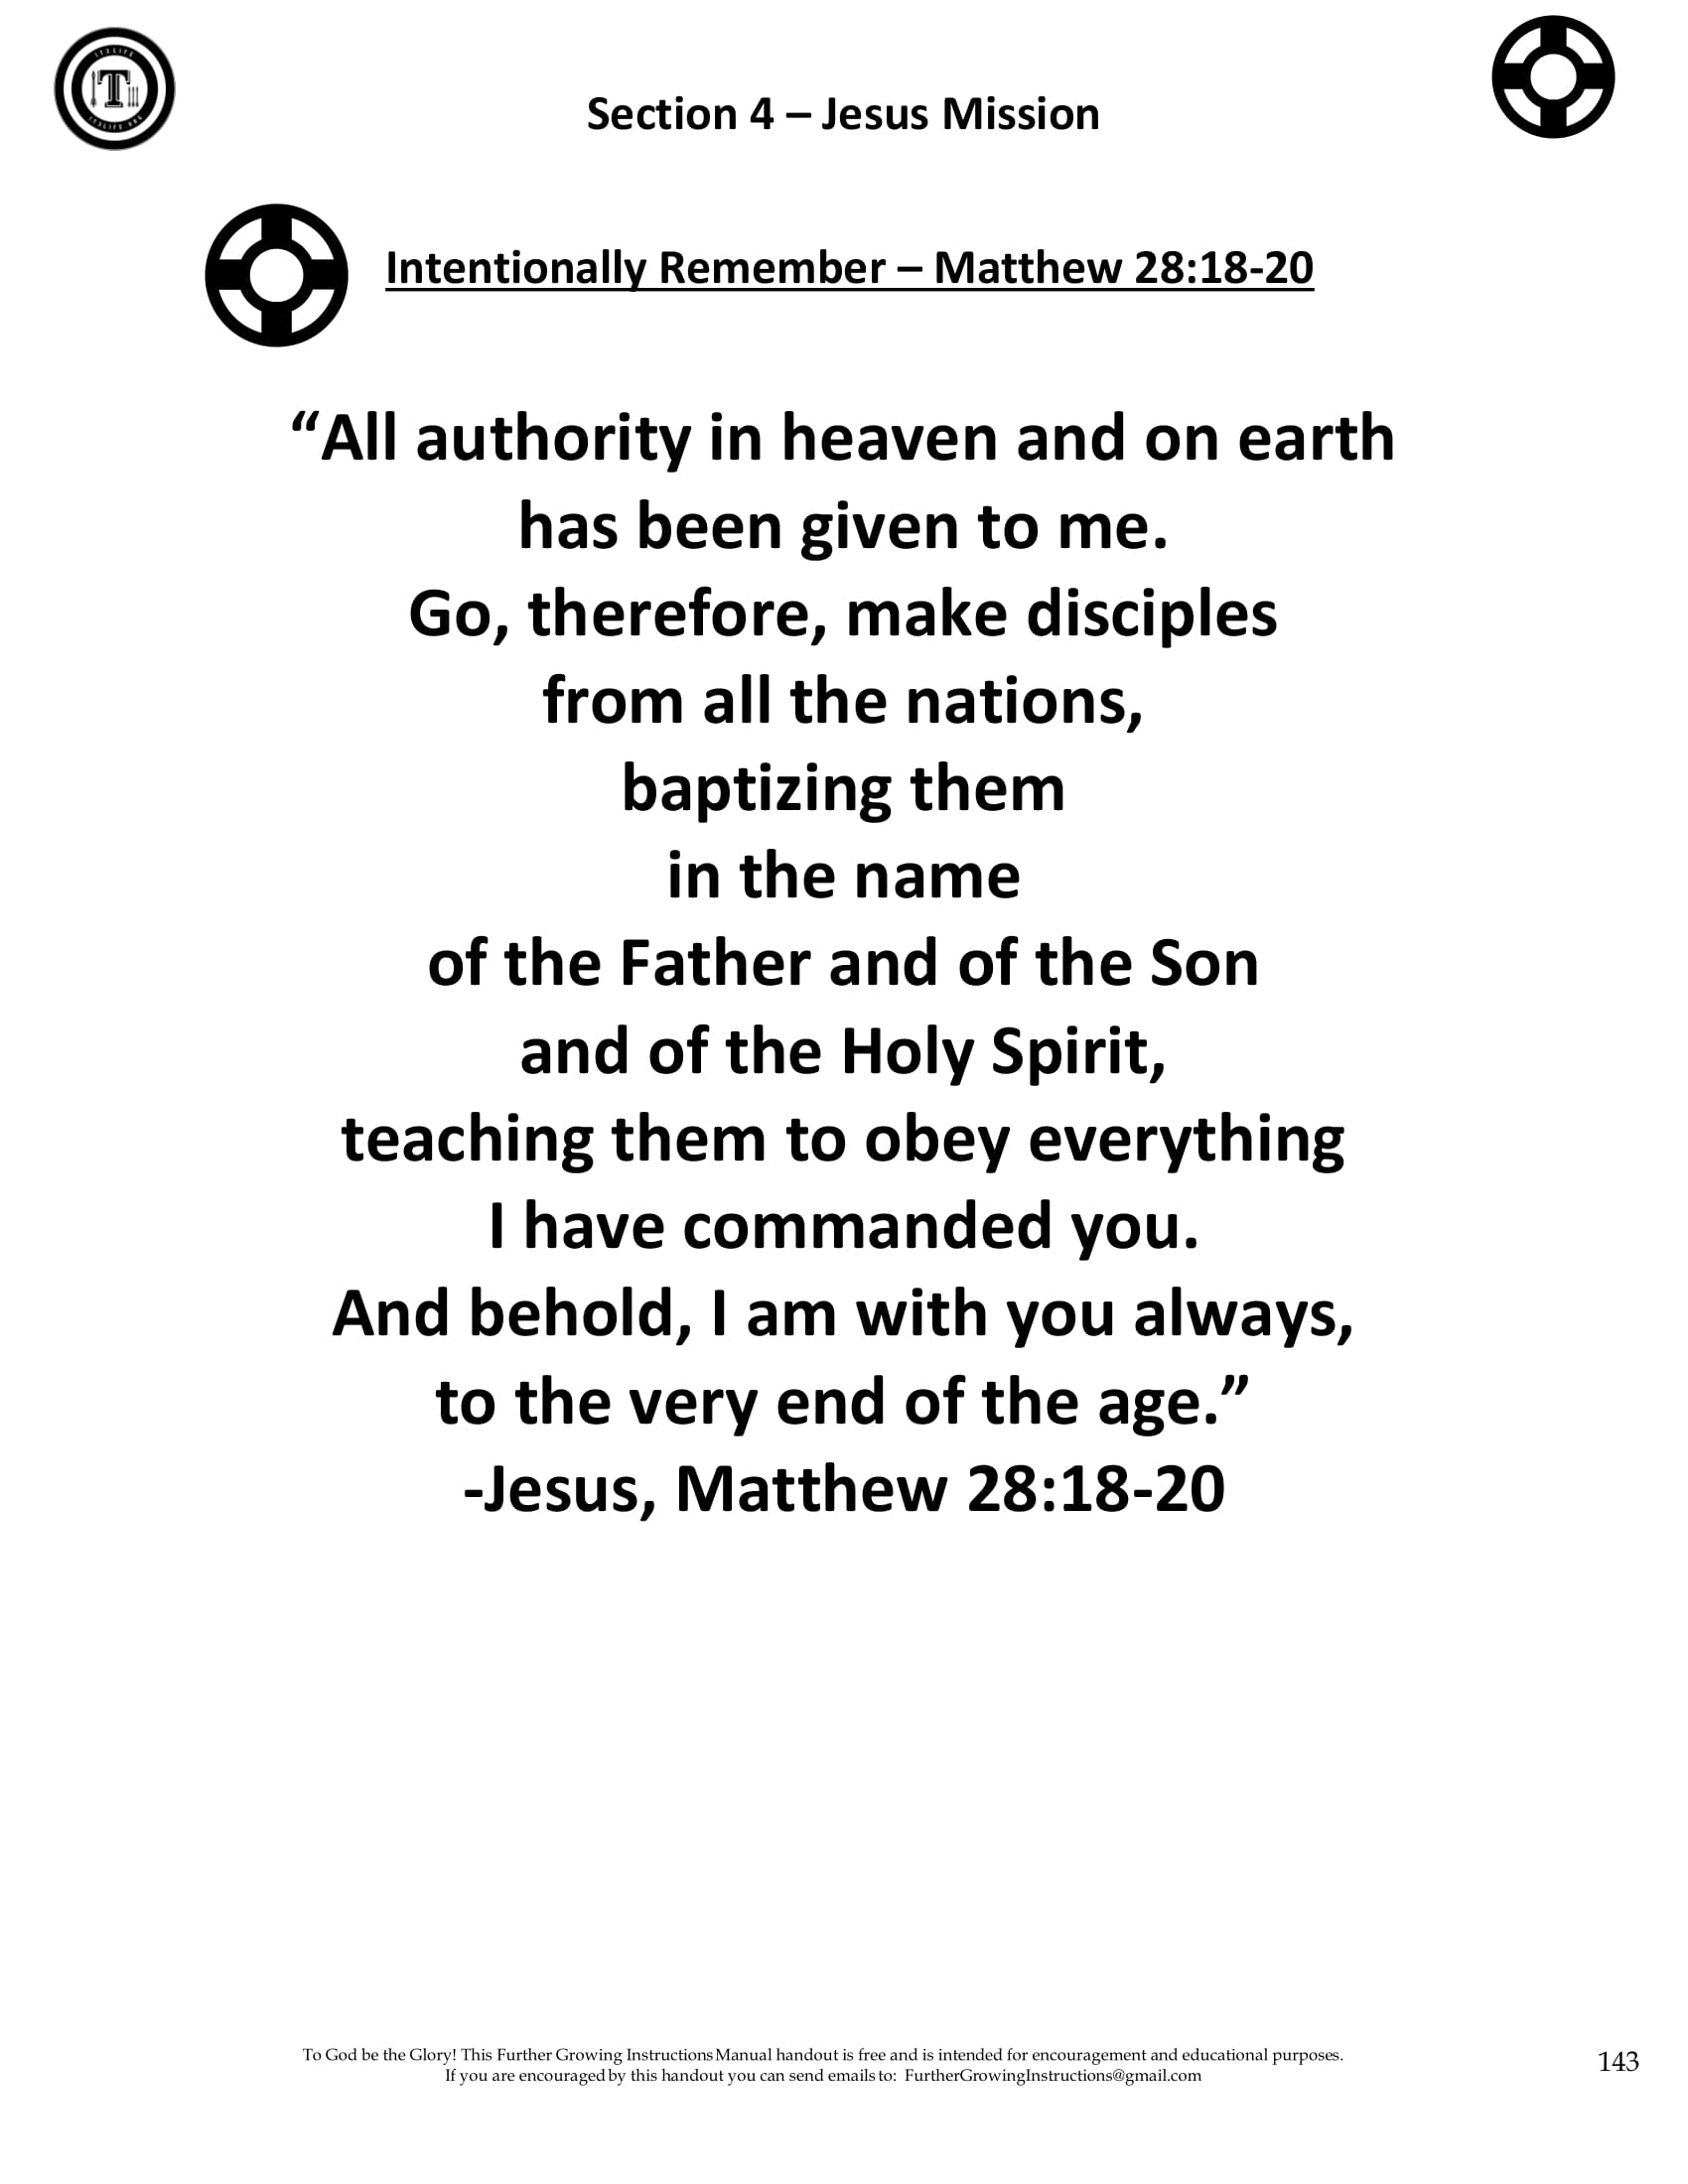 Section 4 – Jesus Mission
Intentionally Remember – Matthew 28:18-20
“All authority in heaven and on earth
has been given to me.
Go, therefore, make disciples
from all the nations,
baptizing them
in the name
of the Father and of the Son
and of the Holy Spirit,
teaching them to obey everything
I have commanded you.
And behold, I am with you always,
to the very end of the age.”
-Jesus, Matthew 28:18-20
To God be the Glory! This Further Growing Instructions Manual handout is free and is intended for encouragement and educational purposes.
If you are encouraged by this handout you can send emails to: FurtherGrowingInstructions@gmail.com
143
T